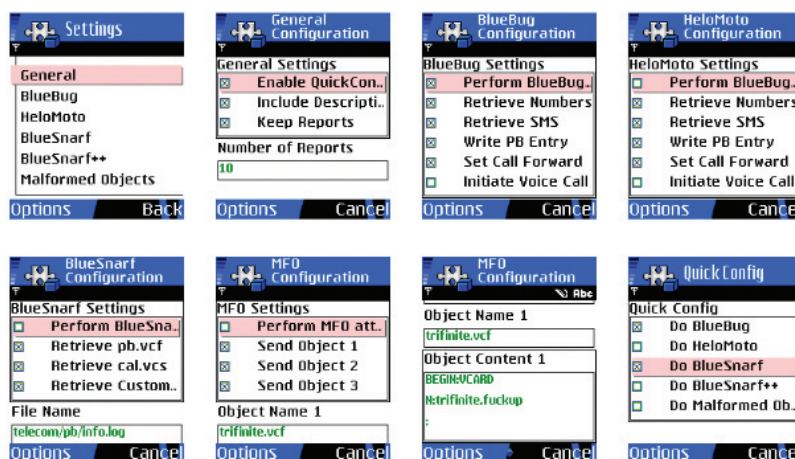 Settings
General
BlueBug
HeloMoto
BlueSnarf
BlueSnarf++
Malformed Objects
Options Back
General
Configuration
General Settings
Enable QuickCon..
Include Descripti..
Keep Reports
Number of Reports
10
Options Cancel
BlueBug
Configuration
BlueBug Settings
Perform BlueBug..
Retrieve Numbers
Retrieve SMS
Write PB Entry
Set Call Forward
Initiate Voice Call
Options Cancel
HeloMoto
Configuration
HeloMoto Settings
Perform BlueBug..
Retrieve Numbers
Retrieve SMS
Write PB Entry
Set Call Forward
Initiate Voice Call
Options Cancel
BlueSnarf
Configuration
BlueSnarf Settings
Perform BlueSna..
Retrieve pb.vcf
Retrieve cal.vcs
Retrieve Custom..
File Name
telecom/pb/info.log
Options Cancel
MFO
Configuration
MFO Settings
Perform MFO att..
Send Object 1
Send Object 2
Send Object 3
Object Name 1
trifinite.vcf
Options Cancel
MFO
Configuration
Abc
Object Name 1
trifinite.vcf
Object Content 1
BEGIN:VCARD
N:trifinite.fuckup
:
Options Cancel
Quick Config
Quick Config
Do BlueBug
Do HeloMoto
Do BlueSnarf
Do BlueSnarf++
Do Malformed Ob..
Options Cancel